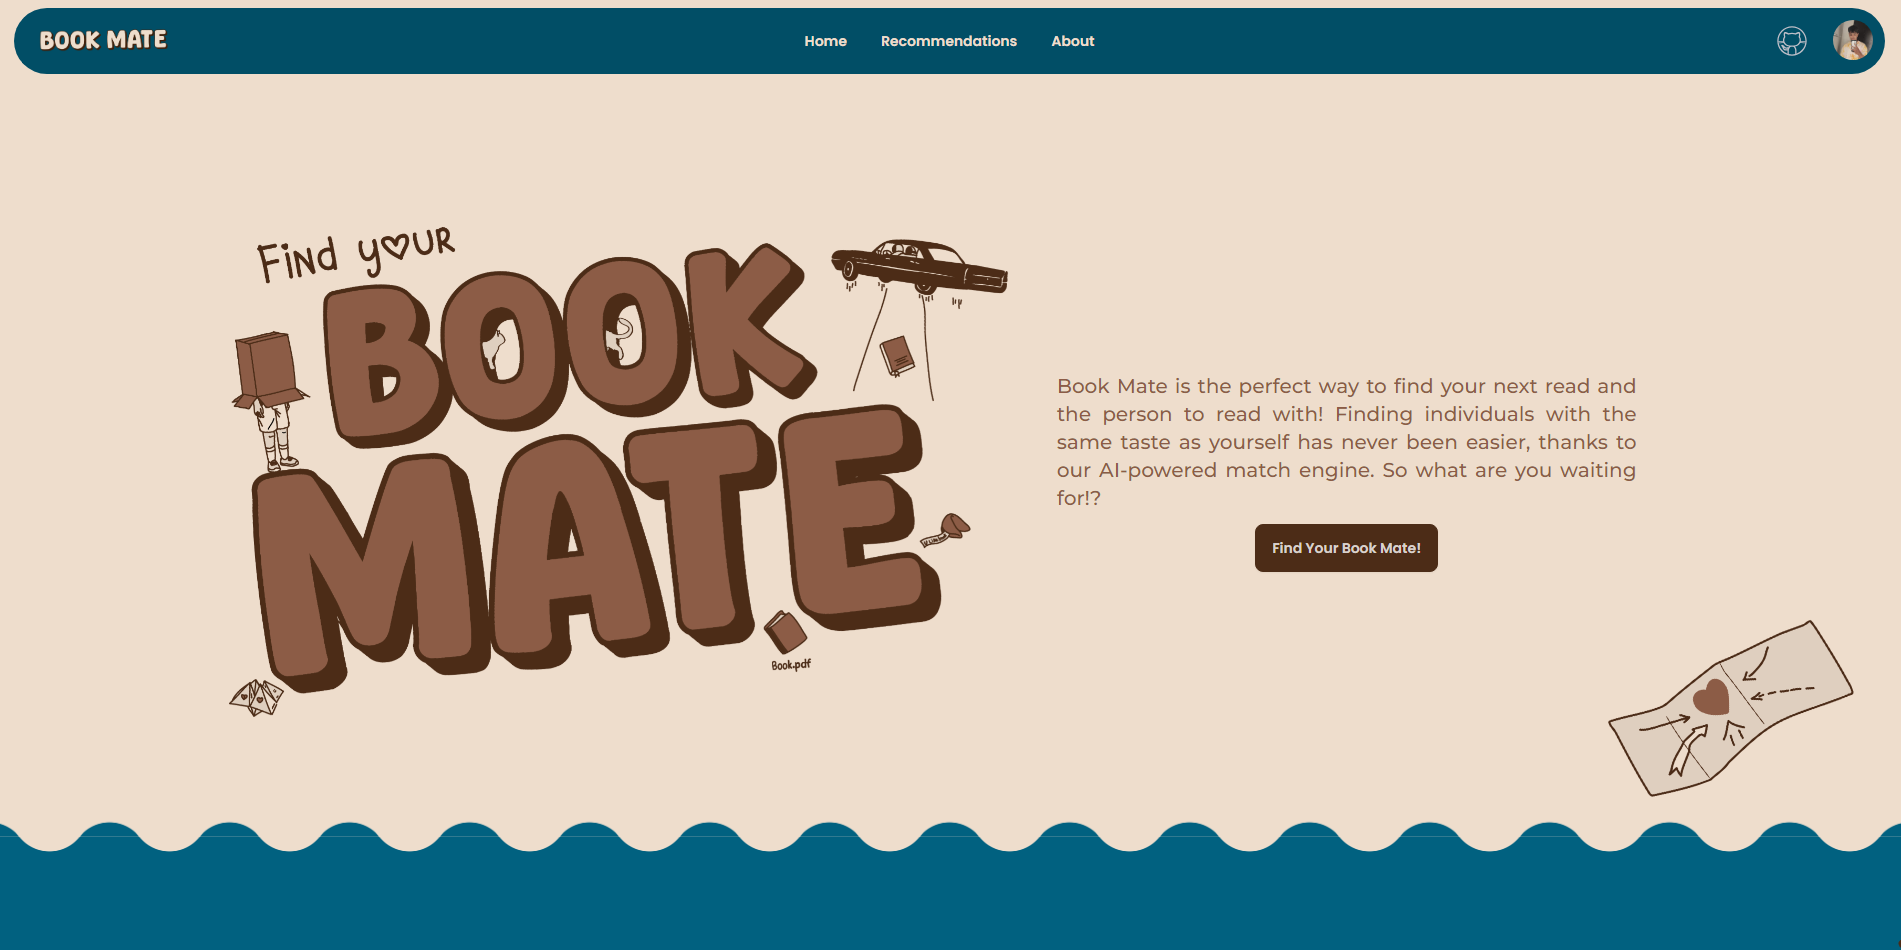 BOOK MATE
Home
Recommendations
About
Find your
BOOK
MATE
Book.pdf
Book Mate is the perfect way to find your next read and
the person to read with! Finding individuals with the
same taste as yourself has never been easier, thanks to
our AI-powered match engine. So what are you waiting
for!?
Find Your Book Mate!